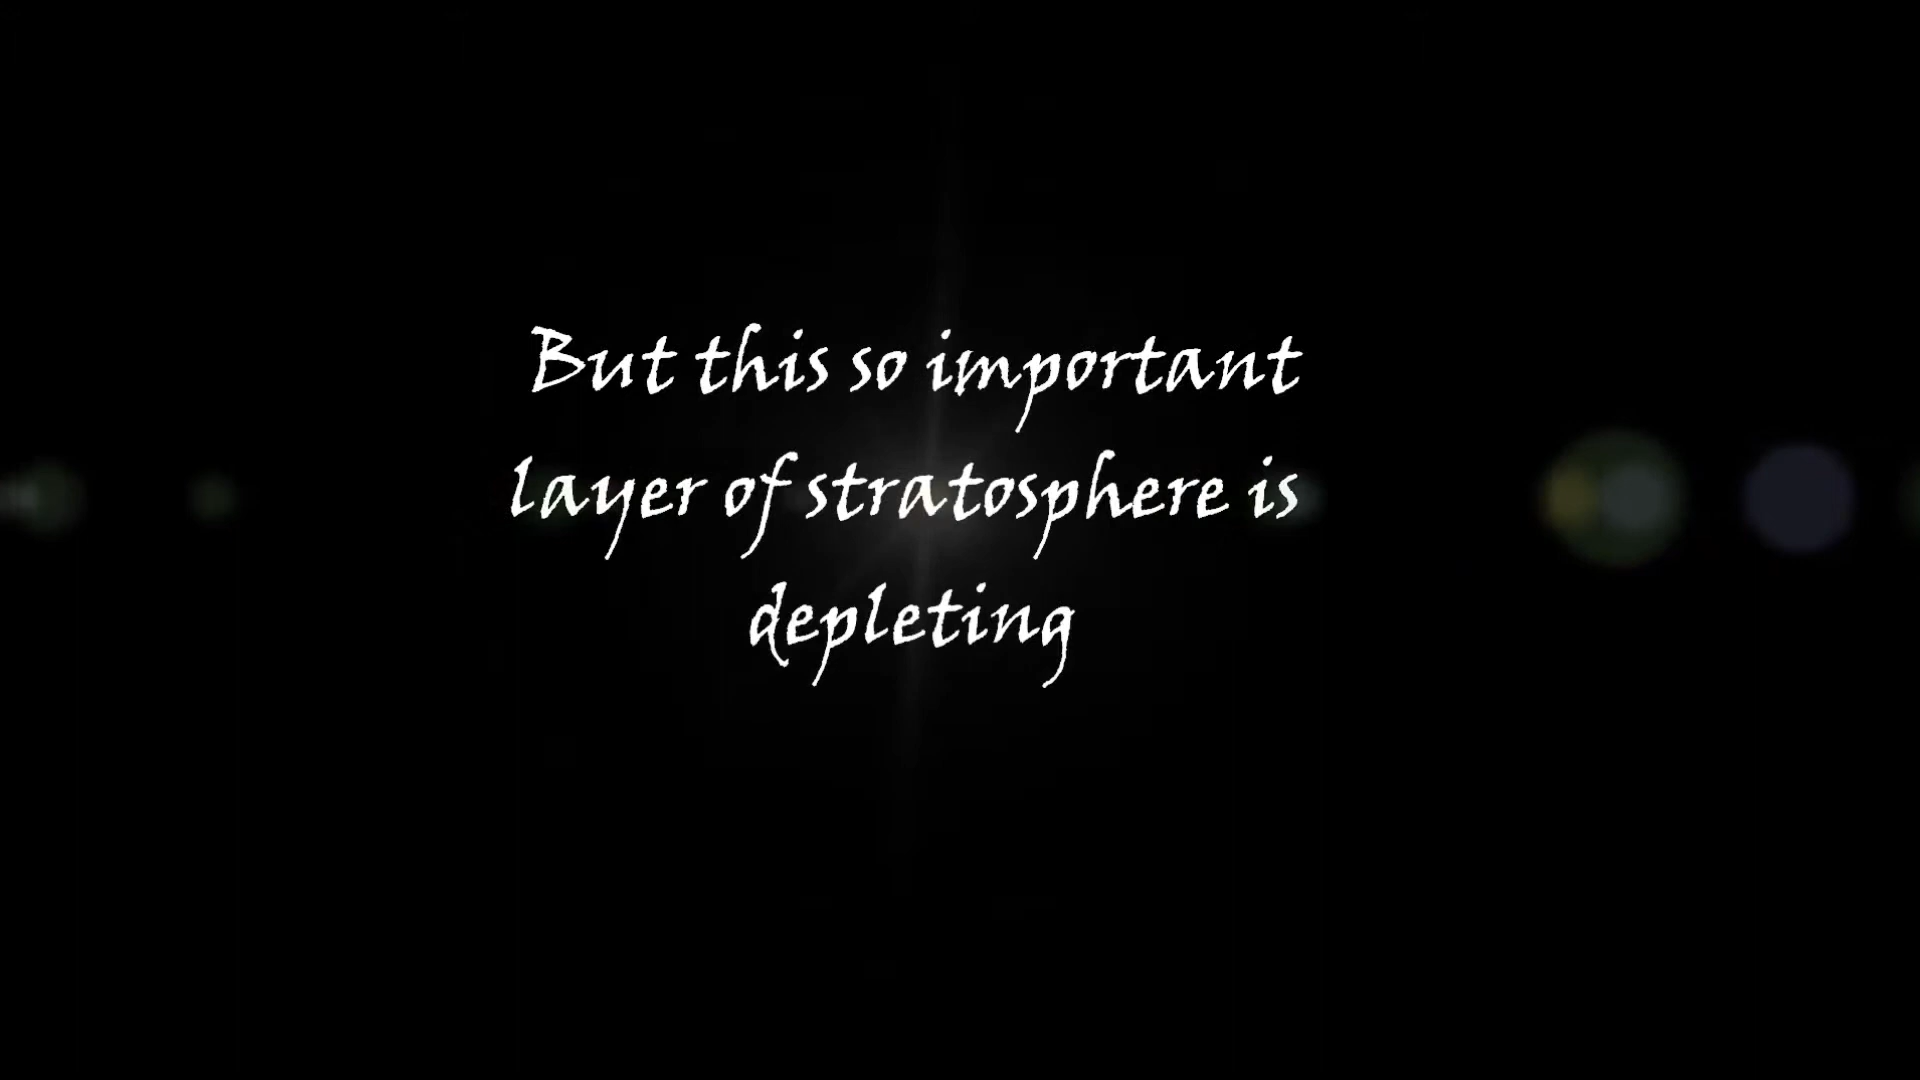 But this so important
layer of stratosphere is
depleting